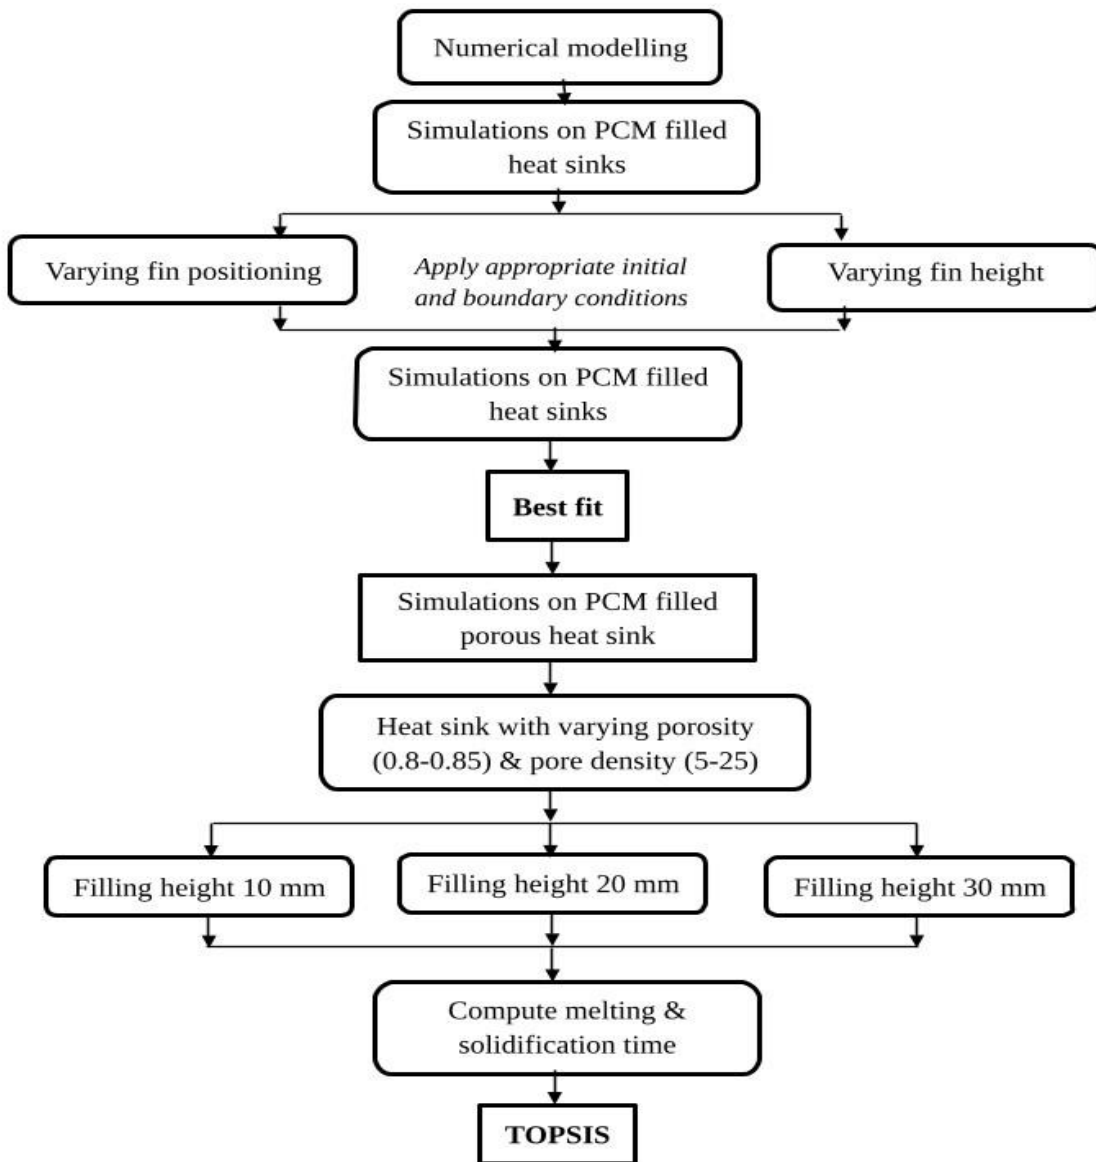 Numerical modelling
Simulations on PCM filled
heat sinks
Varying fin positioning
Apply appropriate initial
and boundary conditions
Varying fin height
Simulations on PCM filled
heat sinks
Best fit
Simulations on PCM filled
porous heat sink
Heat sink with varying porosity
(0.8-0.85) & pore density (5-25)
Filling height 10 mm
Filling height 20 mm
Filling height 30 mm
Compute melting &
solidification time
TOPSIS